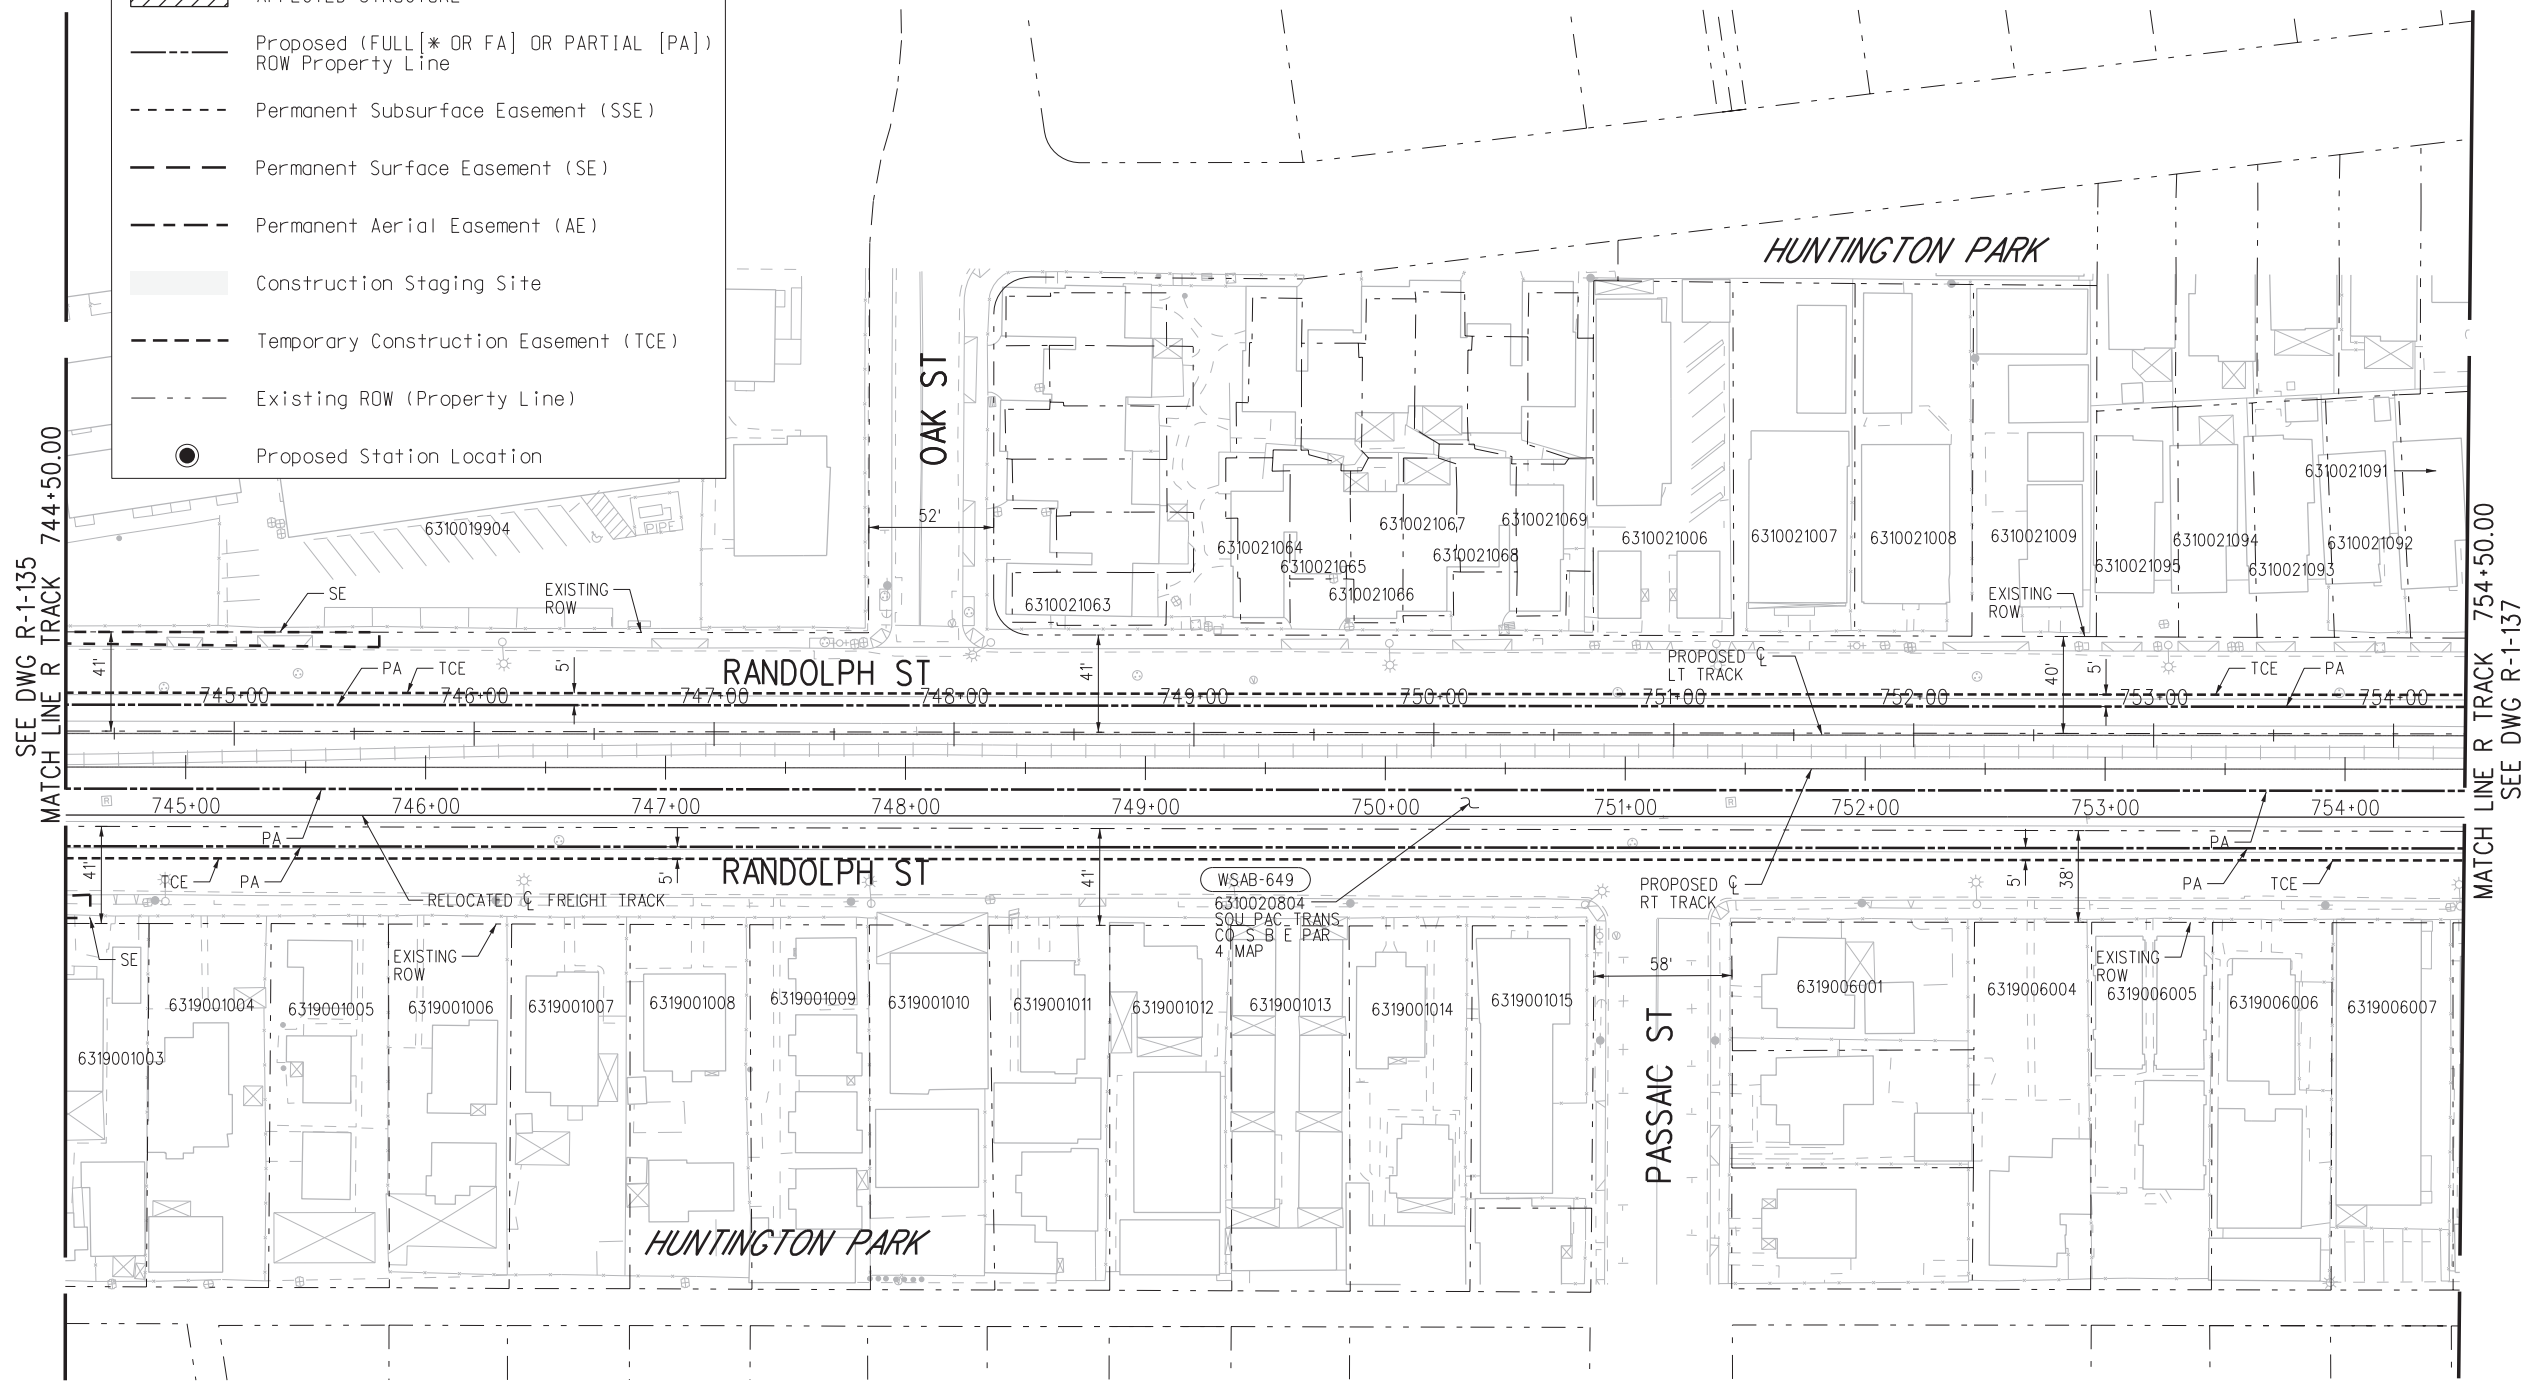 AFFECTED STRUCTURE
Proposed (FULL[* OR FA] OR PARTIAL [PA])
ROW Property Line
Permanent Subsurface Easement (SSE)
Permanent Surface Easement (SE)
Permanent Aerial Easement (AE)
Construction Staging Site
Temporary Construction Easement (TCE)
Existing ROW (Property Line)
Proposed Station Location
HUNTINGTON PARK
SEE DWG R-1-135
MATCH LINE R TRACK 744+50.00
MATCH LINE R TRACK 754+50.00
SEE DWG R-1-137
OAK ST
52'
PIPE
6310019904
6310021063
6310021064
6310021065
6310021066
6310021067
6310021068
6310021069
6310021006
6310021007
6310021008
6310021009
6310021095
6310021094
6310021093
6310021092
6310021091
SE
EXISTING
ROW
EXISTING
ROW
41'
PA
TCE
5'
RANDOLPH ST
41'
PROPOSED CL
LT TRACK
40'
5'
TCE
PA
745+00
746+00
747+00
748+00
749+00
750+00
751+00
752+00
753+00
754+00
745+00
746+00
747+00
748+00
749+00
750+00
751+00
752+00
753+00
754+00
41'
PA
TCE
PA
RELOCATED CL FREIGHT TRACK
5'
RANDOLPH ST
41'
WSAB-649
6310020804
SOU PAC TRANS
CO S B E PAR
4 MAP
PROPOSED CL
RT TRACK
5'
38'
PA
PA
TCE
SE
EXISTING
ROW
58'
EXISTING
ROW
6319001003
6319001004
6319001005
6319001006
6319001007
6319001008
6319001009
6319001010
6319001011
6319001012
6319001013
6319001014
6319001015
PASSAIC ST
6319006001
6319006004
6319006005
6319006006
6319006007
HUNTINGTON PARK